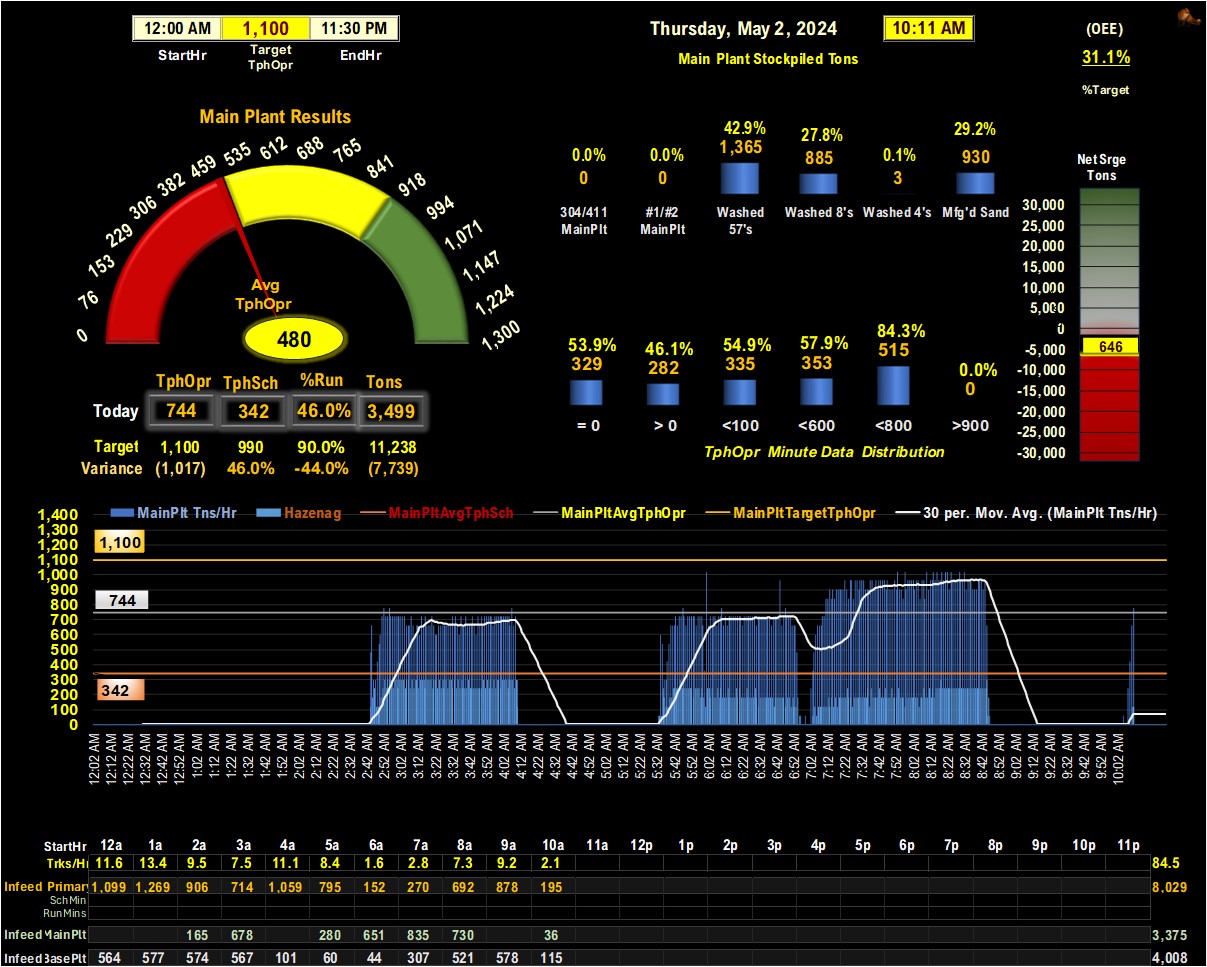 12:00 AM 1,100 11:30 PM
StartHr Target TphOpr EndHr
Thursday, May 2, 2024 10:11 AM
Main Plant Stockpiled Tons
(OEE)
31.1%
%Target
Main Plant Results
0 76 153 229 306 382 459 535 612 688 765 841 918 994 1,071 1,147 1,224 1,300
Avg
TphOpr
480
42.9% 27.8% 29.2%
0.0% 0.0% 1,365 885 0.1% 930
0 0 3
304/411 MainPlt #1/#2 MainPlt Washed 57's Washed 8's Washed 4's Mfg'd Sand
NetSrge
Tons
30,000
25,000
20,000
15,000
10,000
5,000
0
-5,000
-10,000
-15,000
-20,000
-25,000
-30,000
646
53.9% 46.1% 54.9% 57.9% 84.3% 0.0%
329 282 335 353 515 0
= 0 > 0 <100 <600 <800 >900
TphOpr Minute Data Distribution
TphOpr TphSch %Run Tons
Today 744 342 46.0% 3,499
Target 1,100 990 90.0% 11,238
Variance (1,017) 46.0% -44.0% (7,739)
MainPlt Tns/Hr Hazenag MainPltAvgTphSch MainPltAvgTphOpr MainPltTargetTphOpr 30 per. Mov. Avg. (MainPlt Tns/Hr)
1,400
1,300
1,200
1,100
1,000
900
800
700
600
500
400
300
200
100
0
1,100
744
342
12:02 AM 12:12 AM 12:22 AM 12:32 AM 12:42 AM 12:52 AM 1:02 AM 1:12 AM 1:22 AM 1:32 AM 1:42 AM 1:52 AM 2:02 AM 2:12 AM 2:22 AM 2:32 AM 2:42 AM 2:52 AM 3:02 AM 3:12 AM 3:22 AM 3:32 AM 3:42 AM 3:52 AM 4:02 AM 4:12 AM 4:22 AM 4:32 AM 4:42 AM 4:52 AM 5:02 AM 5:12 AM 5:22 AM 5:32 AM 5:42 AM 5:52 AM 6:02 AM 6:12 AM 6:22 AM 6:32 AM 6:42 AM 6:52 AM 7:02 AM 7:12 AM 7:22 AM 7:32 AM 7:42 AM 7:52 AM 8:02 AM 8:12 AM 8:22 AM 8:32 AM 8:42 AM 8:52 AM 9:02 AM 9:12 AM 9:22 AM 9:32 AM 9:42 AM 9:52 AM 10:02 AM
StartHr 12a 1a 2a 3a 4a 5a 6a 7a 8a 9a 10a 11a 12p 1p 2p 3p 4p 5p 6p 7p 8p 9p 10p 11p
Trks/Hr 11.6 13.4 9.5 7.5 11.1 8.4 1.6 2.8 7.3 9.2 2.1 84.5
Infeed Primary 1,099 1,269 906 714 1,059 795 152 270 692 878 195 8,029
SchMin
RunMins
Infeed MainPlt 165 678 280 651 835 730 36 3,375
Infeed BasePlt 564 577 574 567 101 60 44 307 521 578 115 4,008